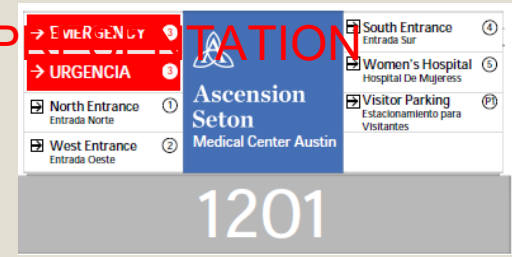 → EMERGENCY 3
→ URGENCIA 3
North Entrance 1
Entrada Norte
West Entrance 2
Entrada Oeste
Ascension
Seton
Medical Center Austin
South Entrance 4
Entrada Sur
Women's Hospital 5
Hospital De Mujeress
Visitor Parking P1
Estacionamiento para
Visitantes
1201